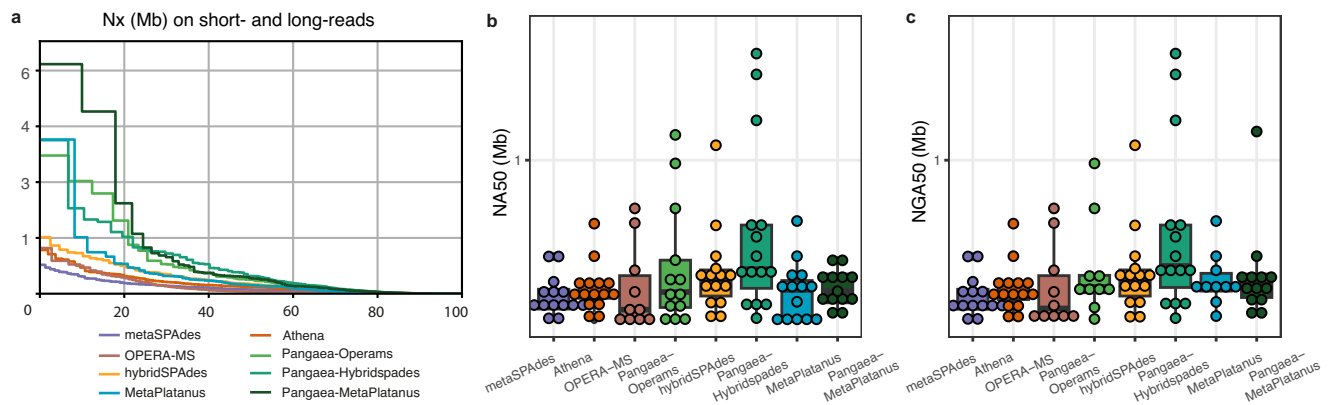 a
Nx (Mb) on short- and long-reads
6
4
3
1
0
20
40
60
80
100
metaSPAdes
OPERA-MS
hybridSPAdes
MetaPlatanus
Athena
Pangaea-Operams
Pangaea-Hybridspades
Pangaea-MetaPlatanus
b
NA50 (Mb)
1
metaSPAdes
Athena
OPERA–MS
Pangaea–
Operams
hybridSPAdes
Pangaea–
Hybridspades
MetaPlatanus
Pangaea–
MetaPlatanus
c
NGA50 (Mb)
1
metaSPAdes
Athena
OPERA–MS
Pangaea–
Operams
hybridSPAdes
Pangaea–
Hybridspades
MetaPlatanus
Pangaea–
MetaPlatanus